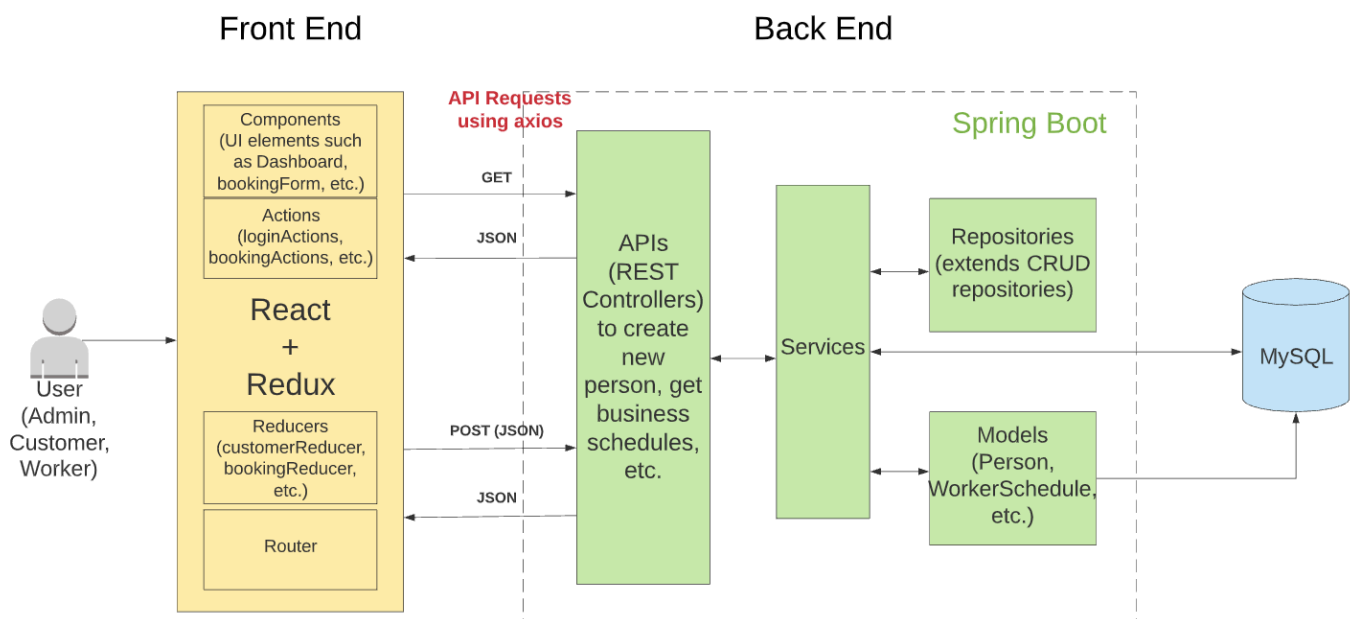 Front End
Back End
API Requests
using axios
Spring Boot
Components
(UI elements such
as Dashboard,
bookingForm, etc.)
Actions
(loginActions,
bookingActions, etc.)
React
+
Redux
Reducers
(customerReducer,
bookingReducer,
etc.)
Router
User
(Admin,
Customer,
Worker)
GET
JSON
POST (JSON)
JSON
APIs
(REST
Controllers)
to create
new
person, get
business
schedules,
etc.
Services
Repositories
(extends CRUD
repositories)
Models
(Person,
WorkerSchedule,
etc.)
MySQL